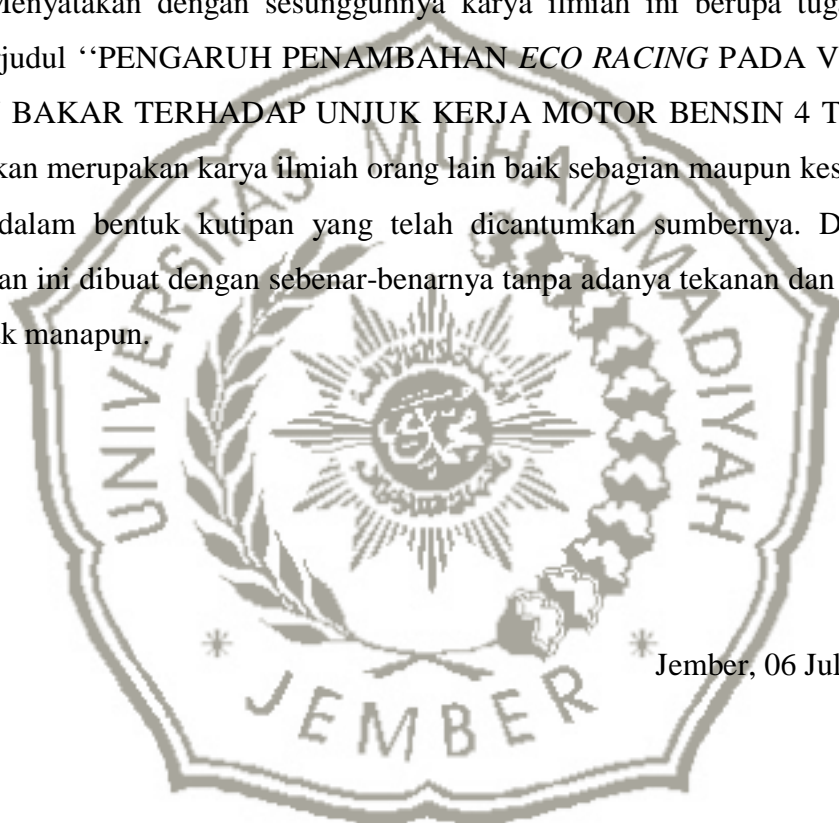 Menyatakan dengan sesungguhnya karya ilmiah ini berupa tug
judul ‘‘PENGARUH PENAMBAHAN ECO RACING PADA V
BAKAR TERHADAP UNJUK KERJA MOTOR BENSIN 4 T
kan merupakan karya ilmiah orang lain baik sebagian maupun kes
dalam bentuk kutipan yang telah dicantumkan sumbernya. D
an ini dibuat dengan sebenar-benarnya tanpa adanya tekanan dan
k manapun.
UNIVERSITAS MUHAMMADIYAH
Jember, 06 Jul
* JEMBER *